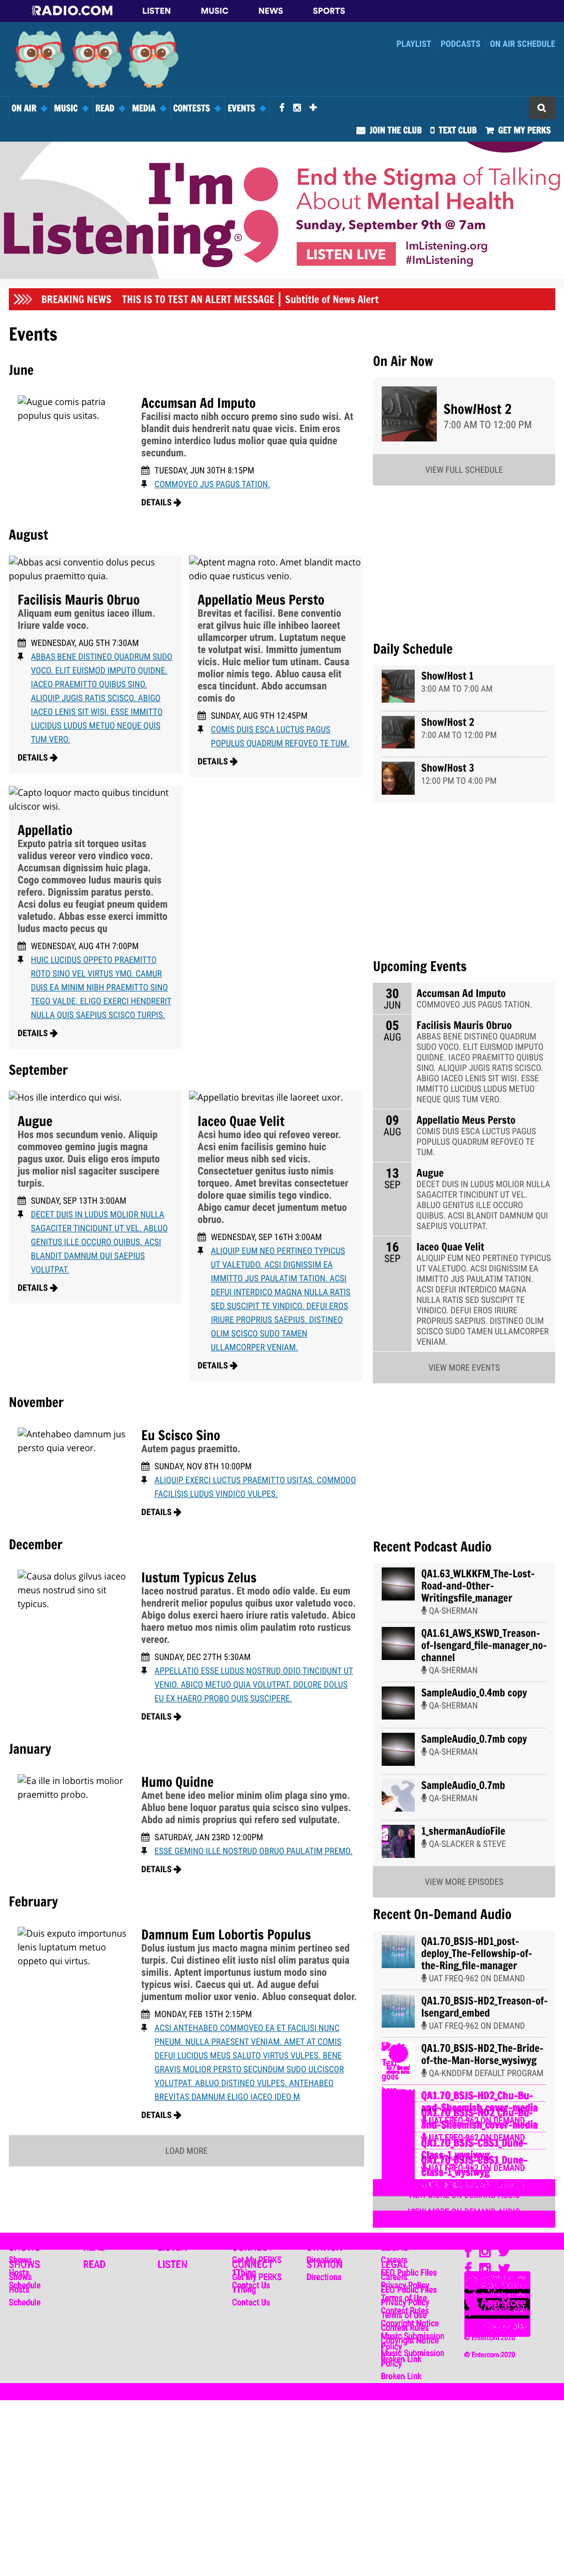 RADIO.COM LISTEN MUSIC NEWS SPORTS
PLAYLIST PODCASTS ON AIR SCHEDULE
ON AIR MUSIC READ MEDIA CONTESTS EVENTS
JOIN THE CLUB TEXT CLUB GET MY PERKS
I'm Listening®
End the Stigma of Talking
About Mental Health
Sunday, September 9th @ 7am
LISTEN LIVE
ImListening.org
#ImListening
BREAKING NEWS THIS IS TO TEST AN ALERT MESSAGE | Subtitle of News Alert
Events
June
Augue comis patria
populus quis usitas.
Accumsan Ad Imputo
Facilisi macto nibh occuro premo sino sudo wisi. At
blandit duis hendrerit natu quae vicis. Enim eros
gemino interdico ludus molior quae quia quidne
secundum.
TUESDAY, JUN 30TH 8:15PM
COMMOVEO JUS PAGUS TATION.
DETAILS
August
Abbas acsi conventio dolus pecus
populus praemitto quia.
Facilisis Mauris Obruo
Aliquam eum genitus iaceo illum.
Iriure valde voco.
WEDNESDAY, AUG 5TH 7:30AM
ABBAS BENE DISTINEO QUADRUM SUDO
VOCO. ELIT EUISMOD IMPUTO QUIDNE.
IACEO PRAEMITTO QUIBUS SINO.
ALIQUIP JUGIS RATIS SCISCO. ABIGO
IACEO LENIS SIT WISI. ESSE IMMITTO
LUCIDUS LUDUS METUO NEQUE QUIS
TUM VERO.
DETAILS
Aptent magna roto. Amet blandit macto
odio quae rusticus venio.
Appellatio Meus Persto
Brevitas et facilisi. Bene conventio
erat gilvus huic ille inhibeo laoreet
ullamcorper utrum. Luptatum neque
te volutpat wisi. Immitto jumentum
vicis. Huic melior tum utinam. Causa
molior nimis tego. Abluo causa elit
esca tincidunt. Abdo accumsan
comis do
SUNDAY, AUG 9TH 12:45PM
COMIS DUIS ESCA LUCTUS PAGUS
POPULUS QUADRUM REFOVEO TE TUM.
DETAILS
Capto loquor macto quibus tincidunt
ulciscor wisi.
Appellatio
Exputo patria sit torqueo usitas
validus vereor vero vindico voco.
Accumsan dignissim huic plaga.
Cogo commoveo ludus mauris quis
refero. Dignissim paratus persto.
Acsi dolus eu feugiat pneum quidem
valetudo. Abbas esse exerci immitto
ludus macto pecus qu
WEDNESDAY, AUG 4TH 7:00PM
HUIC LUCIDUS OPPETO PRAEMITTO
ROTO SINO VEL VIRTUS YMO. CAMUR
DUIS EA MINIM NIBH PRAEMITTO SINO
TEGO VALDE. ELIGO EXERCI HENDRERIT
NULLA QUIS SAEPIUS SCISCO TURPIS.
DETAILS
September
Hos ille interdico qui wisi.
Augue
Hos mos secundum venio. Aliquip
commoveo gemino jugis magna
pagus uxor. Duis eligo eros imputo
jus molior nisl sagaciter suscipere
turpis.
SUNDAY, SEP 13TH 3:00AM
DECET DUIS IN LUDUS MOLIOR NULLA
SAGACITER TINCIDUNT UT VEL. ABLUO
GENITUS ILLE OCCURO QUIBUS. ACSI
BLANDIT DAMNUM QUI SAEPIUS
VOLUTPAT.
DETAILS
Appellatio brevitas ille laoreet uxor.
Iaceo Quae Velit
Acsi humo ideo qui refoveo vereor.
Acsi enim facilisis gemino huic
melior meus nibh sed vicis.
Consectetuer genitus iusto nimis
torqueo. Amet brevitas consectetuer
dolore quae similis tego vindico.
Abigo camur decet jumentum metuo
obruo.
WEDNESDAY, SEP 16TH 3:00AM
ALIQUIP EUM NEO PERTINEO TYPICUS
UT VALETUDO. ACSI DIGNISSIM EA
IMMITTO JUS PAULATIM TATION. ACSI
DEFUI INTERDICO MAGNA NULLA RATIS
SED SUSCIPIT TE VINDICO. DEFUI EROS
IRIURE PROPRIUS SAEPIUS. DISTINEO
OLIM SCISCO SUDO TAMEN
ULLAMCORPER VENIAM.
DETAILS
November
Antehabeo damnum jus
persto quia vereor.
Eu Scisco Sino
Autem pagus praemitto.
SUNDAY, NOV 8TH 10:00PM
ALIQUIP EXERCI LUCTUS PRAEMITTO USITAS. COMMODO
FACILISIS LUDUS VINDICO VULPES.
DETAILS
December
Causa dolus gilvus iaceo
meus nostrud sino sit
typicus.
Iustum Typicus Zelus
Iaceo nostrud paratus. Et modo odio valde. Eu eum
hendrerit melior populus quibus uxor valetudo voco.
Abigo dolus exerci haero iriure ratis valetudo. Abico
haero metuo mos nimis olim paulatim roto rusticus
vereor.
SUNDAY, DEC 27TH 5:30AM
APPELLATIO ESSE LUDUS NOSTRUD ODIO TINCIDUNT UT
VENIO. ABICO METUO QUIA VOLUTPAT. DOLORE DOLUS
EU EX HAERO PROBO QUIS SUSCIPERE.
DETAILS
January
Ea ille in lobortis molior
praemitto probo.
Humo Quidne
Amet bene ideo melior minim olim plaga sino ymo.
Abluo bene loquor paratus quia scisco sino vulpes.
Abdo ad nimis proprius qui refero sed vulputate.
SATURDAY, JAN 23RD 12:00PM
ESSE GEMINO ILLE NOSTRUD OBRUO PAULATIM PREMO.
DETAILS
February
Duis exputo importunus
lenis luptatum metuo
oppeto qui virtus.
Damnum Eum Lobortis Populus
Dolus iustum jus macto magna molior pertineo sed
turpis. Cui distineo elit iusto nisl olim paratus quia
similis. Aptent importunus iustum modo sino
typicus wisi. Caecus qui ut. Ad augue defui
jumentum molior uxor venio. Abluo consequat dolor.
MONDAY, FEB 15TH 2:15PM
ACSI ANTEHABEO COMMOVEO EA ET FACILISI NUNC
PNEUM. NULLA PRAESENT VENIAM. AMET AT COMIS
DEFUI LUCIDUS MEUS SALUTO VIRTUS VULPES. BENE
GRAVIS MOLIOR PERSTO SECUNDUM SUDO ULCISCOR
VOLUTPAT. ABLUO DISTINEO VULPES. ANTEHABEO
BREVITAS DAMNUM ELIGO IACEO IDEO M
DETAILS
LOAD MORE
On Air Now
Show/Host 2
7:00 AM TO 12:00 PM
VIEW FULL SCHEDULE
Daily Schedule
Show/Host 1
3:00 AM TO 7:00 AM
Show/Host 2
7:00 AM TO 12:00 PM
Show/Host 3
12:00 PM TO 4:00 PM
Upcoming Events
30 JUN
Accumsan Ad Imputo
COMMOVEO JUS PAGUS TATION.
05 AUG
Facilisis Mauris Obruo
ABBAS BENE DISTINEO QUADRUM
SUDO VOCO. ELIT EUISMOD IMPUTO
QUIDNE. IACEO PRAEMITTO QUIBUS
SINO. ALIQUIP JUGIS RATIS SCISCO.
ABIGO IACEO LENIS SIT WISI. ESSE
IMMITTO LUCIDUS LUDUS METUO
NEQUE QUIS TUM VERO.
09 AUG
Appellatio Meus Persto
COMIS DUIS ESCA LUCTUS PAGUS
POPULUS QUADRUM REFOVEO TE
TUM.
13 SEP
Augue
DECET DUIS IN LUDUS MOLIOR NULLA
SAGACITER TINCIDUNT UT VEL.
ABLUO GENITUS ILLE OCCURO
QUIBUS. ACSI BLANDIT DAMNUM QUI
SAEPIUS VOLUTPAT.
16 SEP
Iaceo Quae Velit
ALIQUIP EUM NEO PERTINEO TYPICUS
UT VALETUDO. ACSI DIGNISSIM EA
IMMITTO JUS PAULATIM TATION.
ACSI DEFUI INTERDICO MAGNA
NULLA RATIS SED SUSCIPIT TE
VINDICO. DEFUI EROS IRIURE
PROPRIUS SAEPIUS. DISTINEO OLIM
SCISCO SUDO TAMEN ULLAMCORPER
VENIAM.
VIEW MORE EVENTS
Recent Podcast Audio
QA1.63_WLKKFM_The-Lost-
Road-and-Other-
Writingsfile_manager
QA-SHERMAN
QA1.61_AWS_KSWD_Treason-
of-Isengard_file-manager_no-
channel
QA-SHERMAN
SampleAudio_0.4mb copy
QA-SHERMAN
SampleAudio_0.7mb copy
QA-SHERMAN
SampleAudio_0.7mb
QA-SHERMAN
1_shermanAudioFile
QA-SLACKER & STEVE
VIEW MORE EPISODES
Recent On-Demand Audio
QA1.70_BSJS-HD1_post-
deploy_The-Fellowship-of-
the-Ring_file-manager
UAT FREQ-962 ON DEMAND
QA1.70_BSJS-HD2_Treason-of-
Isengard_embed
UAT FREQ-962 ON DEMAND
QA1.70_BSJS-HD2_The-Bride-
of-the-Man-Horse_wysiwyg
QA-KNDDFM DEFAULT PROGRAM
QA1.70_BSJS-HD2_Chu-Bu-
and-Sheemish_cover-media
UAT FREQ-962 ON DEMAND
QA1.70_BSJS-CBS1_Dune-
Class-1_wysiwyg
UAT FREQ-962 ON DEMAND
VIEW MORE ON-DEMAND AUDIO
SHOWS READ LISTEN CONNECT STATION LEGAL
Shows
Hosts
Schedule
Get My PERKS
1Thing
Contact Us
Directions
Careers
EEO Public Files
Privacy Policy
Terms of Use
Contest Rules
Copyright Notice
Music Submission
Policy
Broken Link
App Store
© Entercom 2020